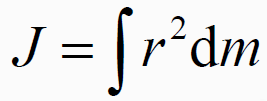 J = ∫ r²dm